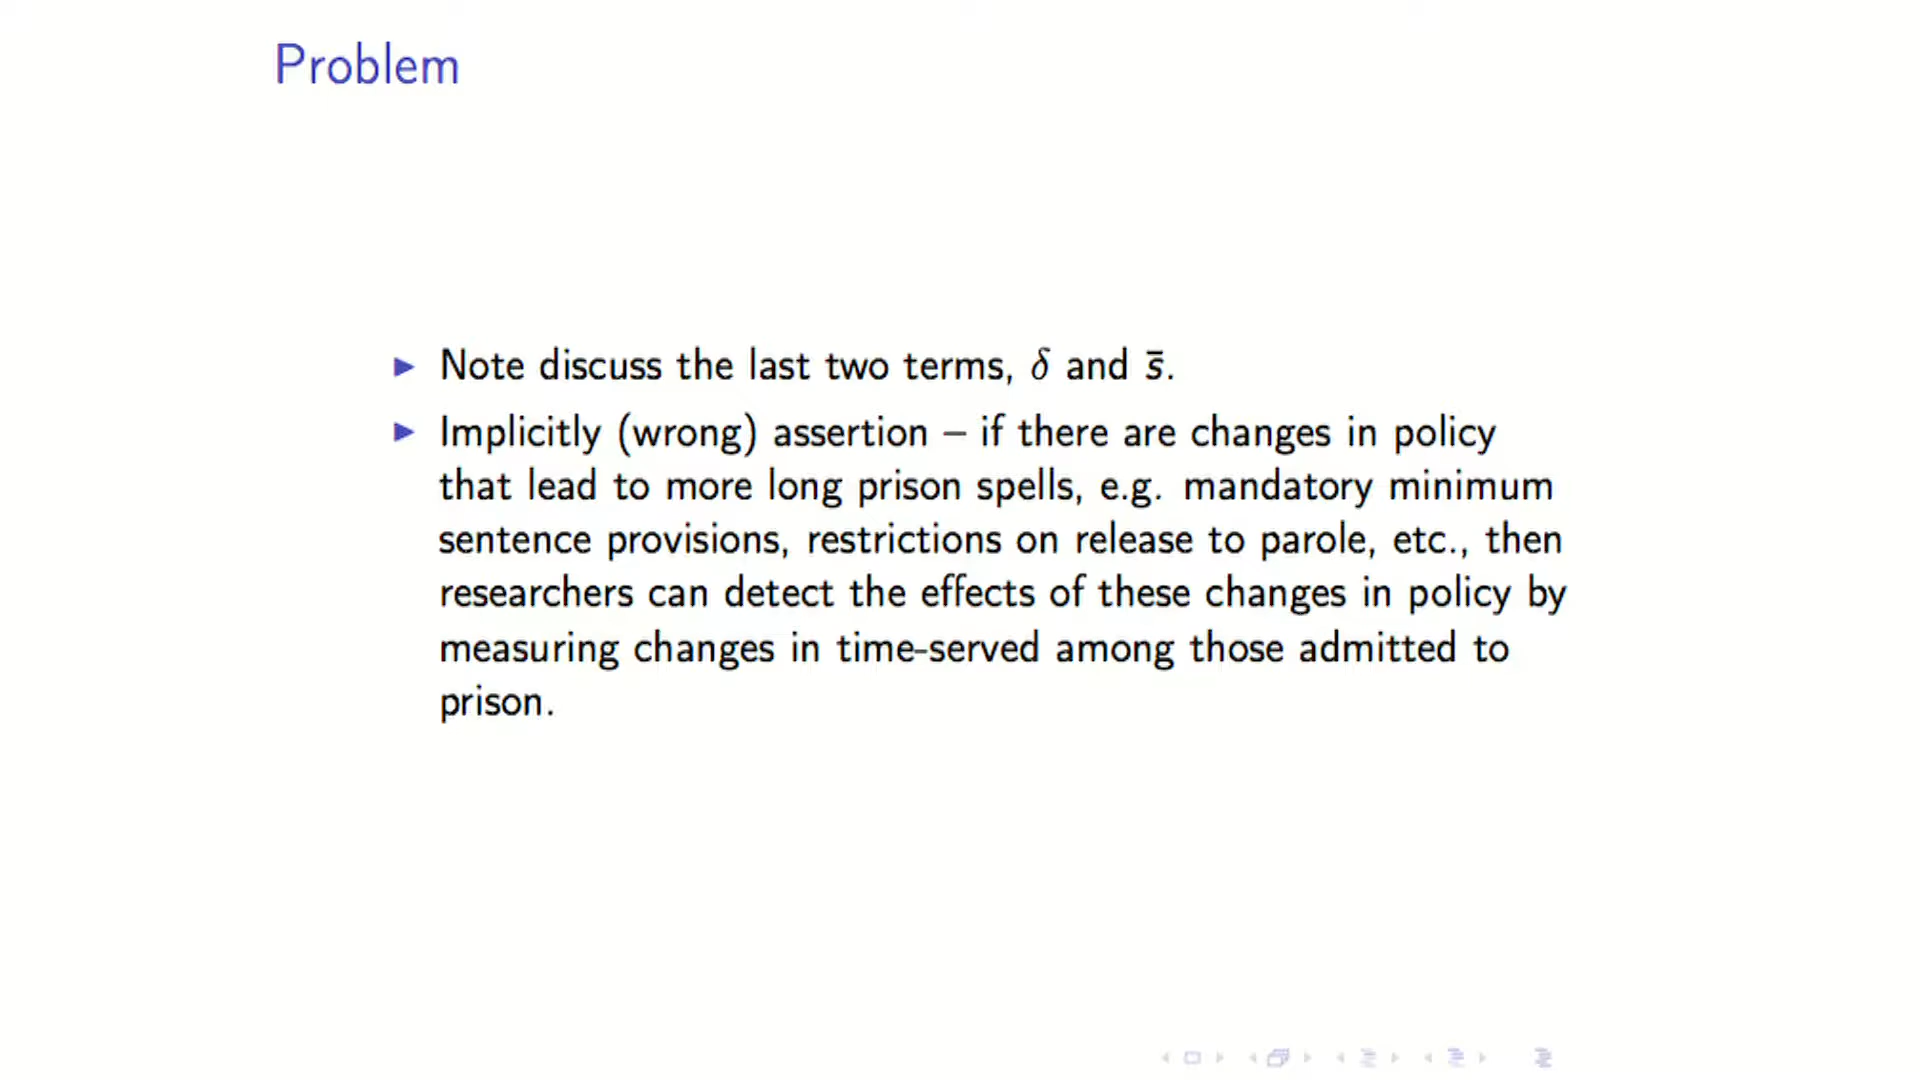 Problem
Note discuss the last two terms, δ and s̄.
Implicitly (wrong) assertion – if there are changes in policy
that lead to more long prison spells, e.g. mandatory minimum
sentence provisions, restrictions on release to parole, etc., then
researchers can detect the effects of these changes in policy by
measuring changes in time-served among those admitted to
prison.